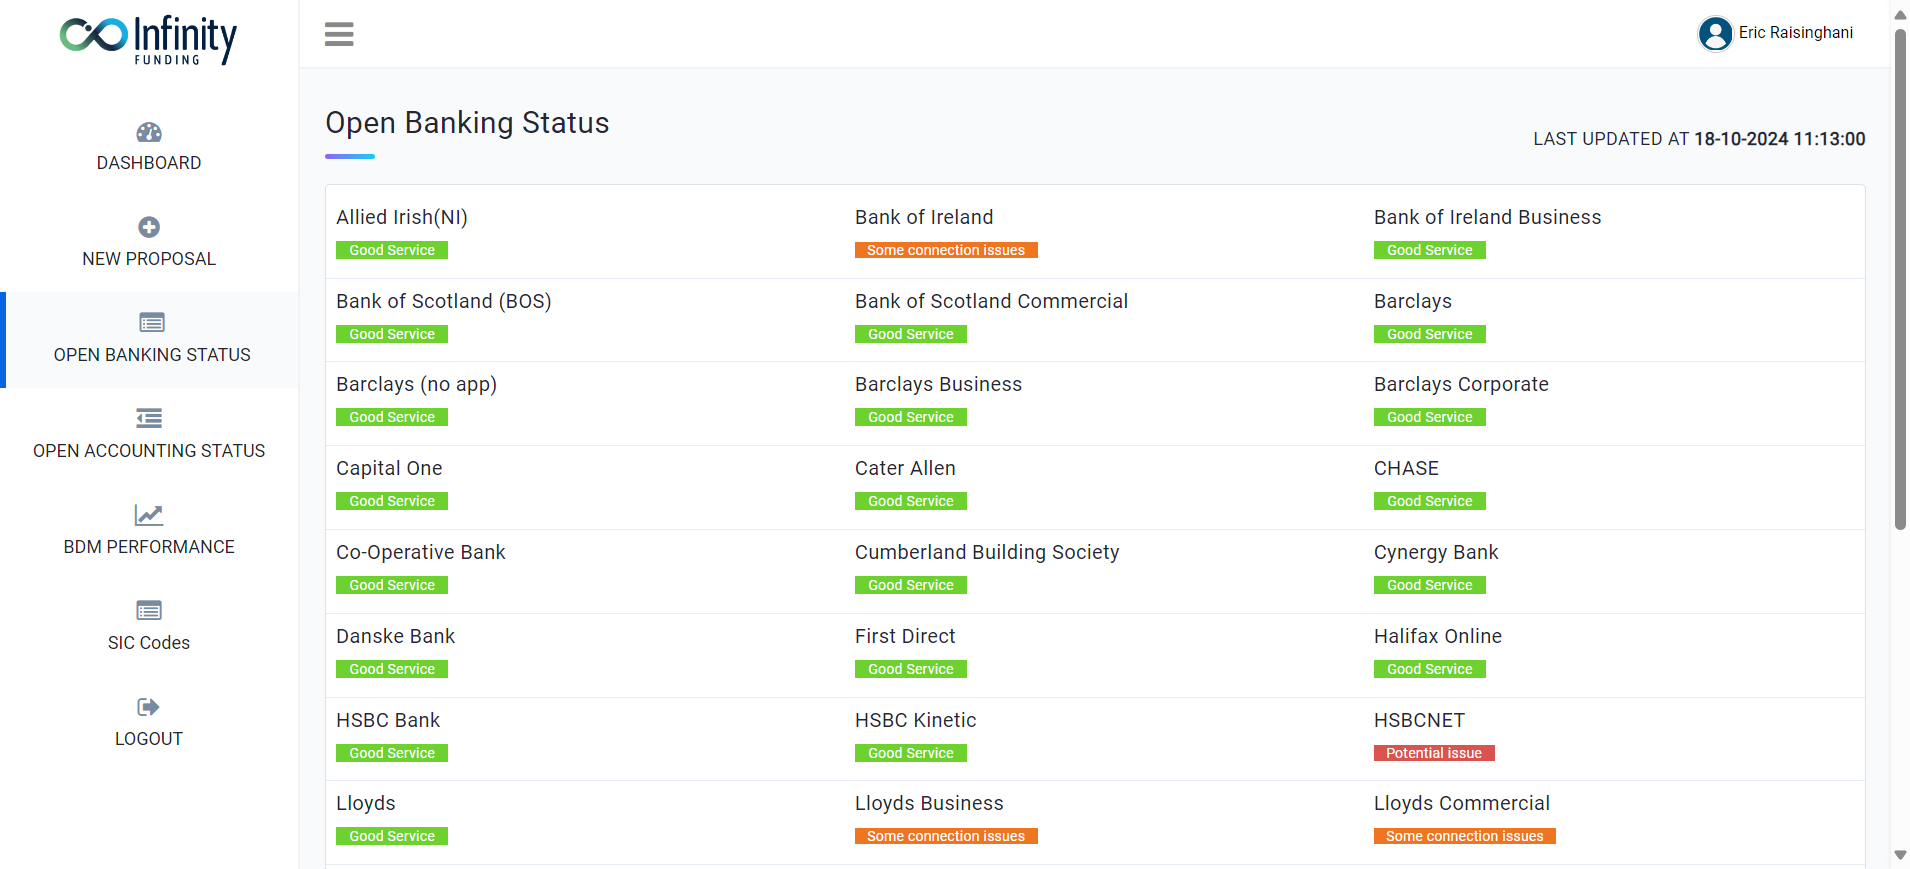 Infinity
FUNDING
Eric Raisinghani
DASHBOARD
NEW PROPOSAL
OPEN BANKING STATUS
OPEN ACCOUNTING STATUS
BDM PERFORMANCE
SIC Codes
LOGOUT
Open Banking Status
LAST UPDATED AT 18-10-2024 11:13:00
Allied Irish(NI)
Good Service
Bank of Ireland
Some connection issues
Bank of Ireland Business
Good Service
Bank of Scotland (BOS)
Good Service
Bank of Scotland Commercial
Good Service
Barclays
Good Service
Barclays (no app)
Good Service
Barclays Business
Good Service
Barclays Corporate
Good Service
Capital One
Good Service
Cater Allen
Good Service
CHASE
Good Service
Co-Operative Bank
Good Service
Cumberland Building Society
Good Service
Cynergy Bank
Good Service
Danske Bank
Good Service
First Direct
Good Service
Halifax Online
Good Service
HSBC Bank
Good Service
HSBC Kinetic
Good Service
HSBCNET
Potential issue
Lloyds
Good Service
Lloyds Business
Some connection issues
Lloyds Commercial
Some connection issues